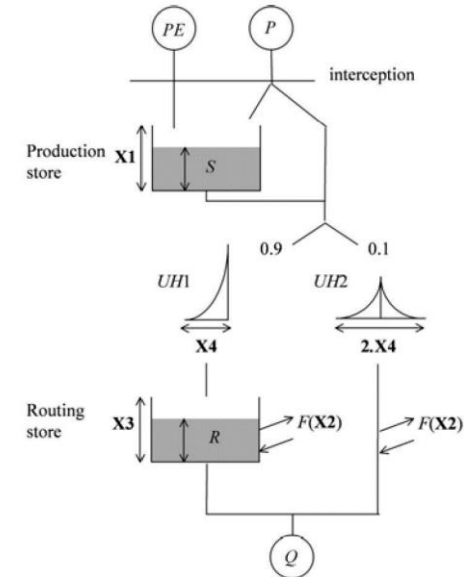 PE
P
interception
Production
store
X1
S
0.9
0.1
UH1
UH2
X4
2.X4
Routing
store
X3
R
F(X2)
F(X2)
Q